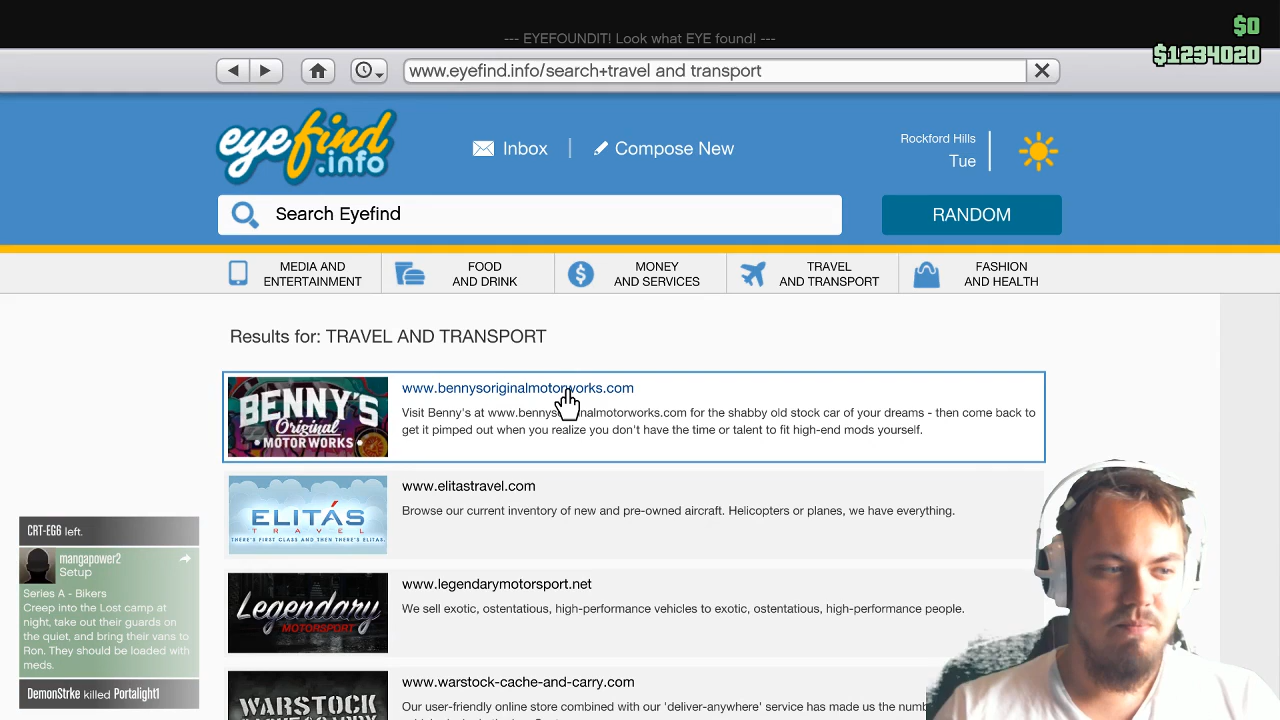 --- EYEFOUNDIT! Look what EYE found! ---
$0
$1234020
www.eyefind.info/search+travel and transport
eyefind
.info
Inbox
Compose New
Rockford Hills
Tue
Search Eyefind
RANDOM
MEDIA AND
ENTERTAINMENT
FOOD
AND DRINK
MONEY
AND SERVICES
TRAVEL
AND TRANSPORT
FASHION
AND HEALTH
Results for: TRAVEL AND TRANSPORT
BENNY'S
Original
MOTORWORKS
www.bennysoriginalmotorworks.com
Visit Benny's at www.bennys nalmotorworks.com for the shabby old stock car of your dreams - then come back to
get it pimped out when you realize you don't have the time or talent to fit high-end mods yourself.
ELITÁS
TRAVEL
THERE'S FIRST CLASS AND THEN THERE'S ELITAS.
www.elitastravel.com
Browse our current inventory of new and pre-owned aircraft. Helicopters or planes, we have everything.
Legendary
MOTORSPORT
www.legendarymotorsport.net
We sell exotic, ostentatious, high-performance vehicles to exotic, ostentatious, high-performance people.
WARSTOCK
www.warstock-cache-and-carry.com
Our user-friendly online store combined with our 'deliver-anywhere' service has made us the
CRT-EG6 left.
mangapower2
Setup
Series A - Bikers
Creep into the Lost camp at
night, take out their guards on
the quiet, and bring their vans to
Ron. They should be loaded with
meds.
DemonStrke killed Portalight1